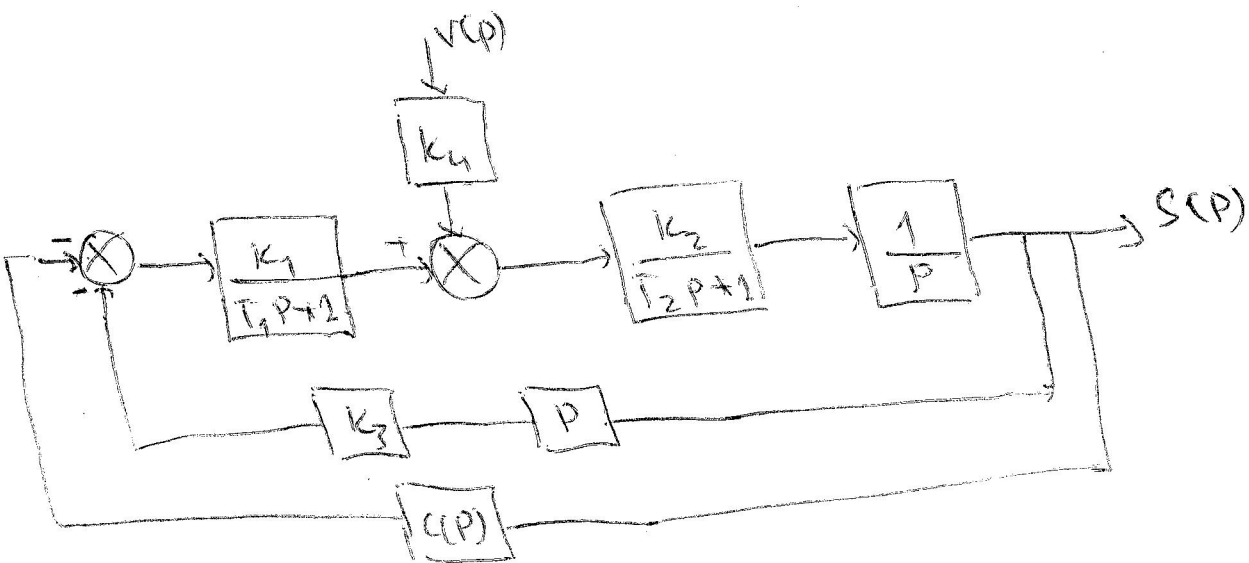 V(p)
K4
-
-
K1
T1P+1
+
K2
T2P+1
1
P
S(P)
K3
P
C(P)